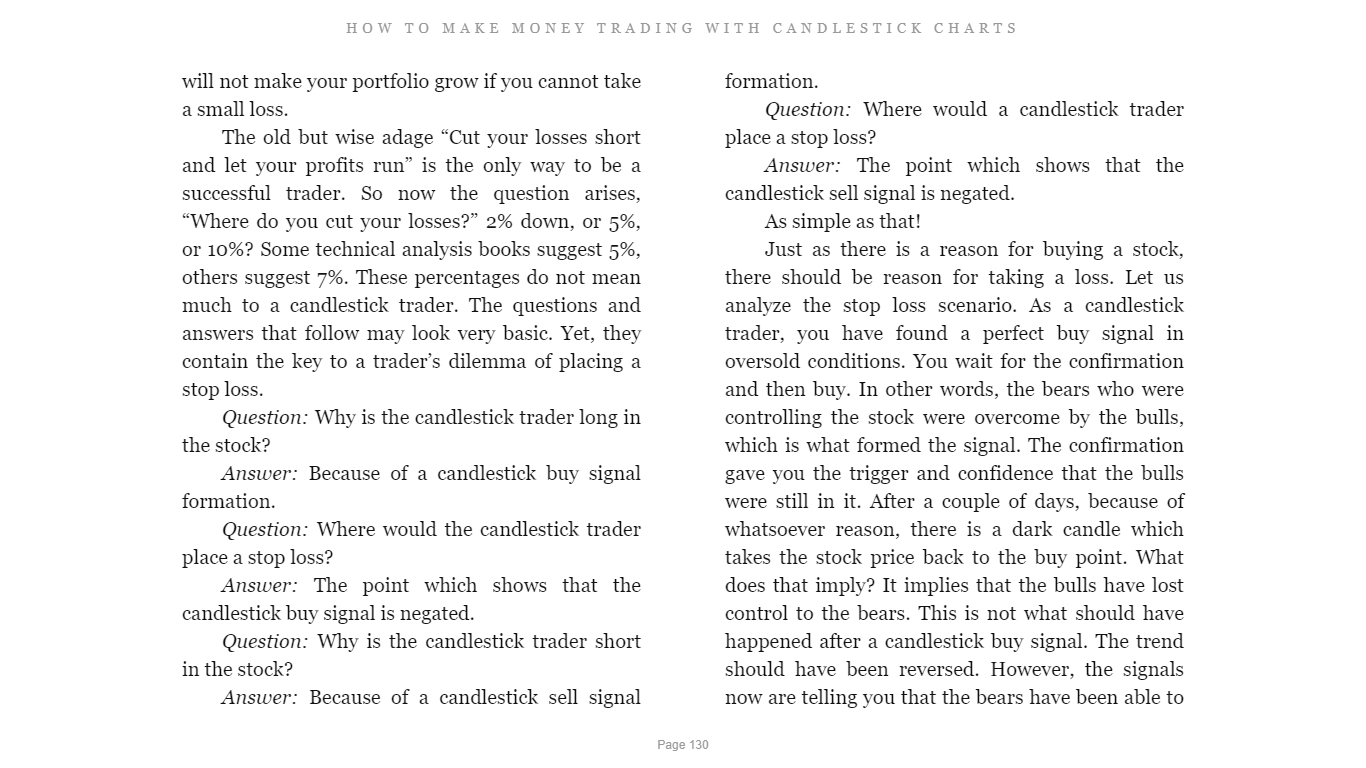 HOW TO MAKE MONEY TRADING WITH CANDLESTICK CHARTS
will not make your portfolio grow if you cannot take
a small loss.
The old but wise adage “Cut your losses short
and let your profits run” is the only way to be a
successful trader. So now the question arises,
“Where do you cut your losses?” 2% down, or 5%,
or 10%? Some technical analysis books suggest 5%,
others suggest 7%. These percentages do not mean
much to a candlestick trader. The questions and
answers that follow may look very basic. Yet, they
contain the key to a trader’s dilemma of placing a
stop loss.
Question: Why is the candlestick trader long in
the stock?
Answer: Because of a candlestick buy signal
formation.
Question: Where would the candlestick trader
place a stop loss?
Answer: The point which shows that the
candlestick buy signal is negated.
Question: Why is the candlestick trader short
in the stock?
Answer: Because of a candlestick sell signal
formation.
Question: Where would a candlestick trader
place a stop loss?
Answer: The point which shows that the
candlestick sell signal is negated.
As simple as that!
Just as there is a reason for buying a stock,
there should be reason for taking a loss. Let us
analyze the stop loss scenario. As a candlestick
trader, you have found a perfect buy signal in
oversold conditions. You wait for the confirmation
and then buy. In other words, the bears who were
controlling the stock were overcome by the bulls,
which is what formed the signal. The confirmation
gave you the trigger and confidence that the bulls
were still in it. After a couple of days, because of
whatsoever reason, there is a dark candle which
takes the stock price back to the buy point. What
does that imply? It implies that the bulls have lost
control to the bears. This is not what should have
happened after a candlestick buy signal. The trend
should have been reversed. However, the signals
now are telling you that the bears have been able to
Page 130